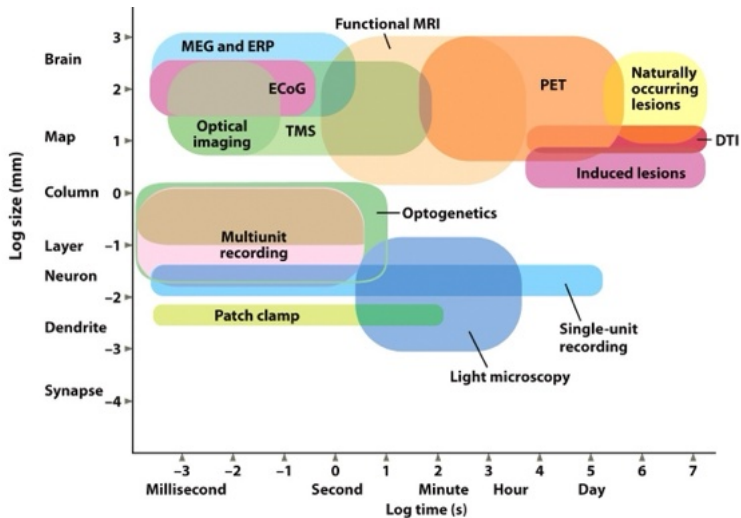 Functional MRI
3
Brain
MEG and ERP
2
ECoG
PET
Naturally
occurring
lesions
Optical
imaging
TMS
Map
1
DTI
Induced lesions
Log size (mm)
Column
0
Optogenetics
Multiunit
recording
Layer
–1
Neuron
–2
Patch clamp
Dendrite
Single-unit
recording
–3
Light microscopy
Synapse
–4
–3 –2 –1 0 1 2 3 4 5 6 7
Millisecond Second Minute Hour Day
Log time (s)